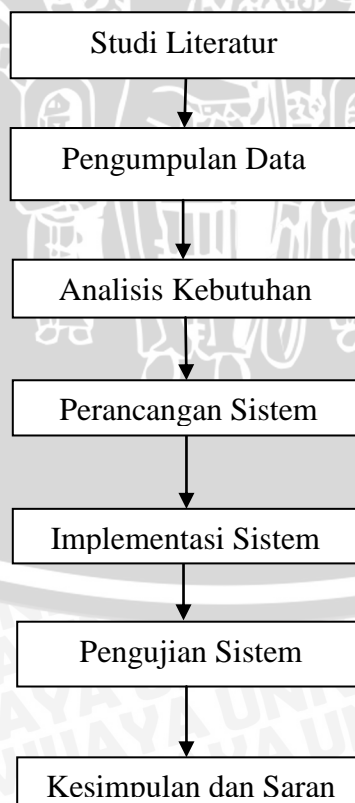 Studi Literatur
Pengumpulan Data
Analisis Kebutuhan
Perancangan Sistem
Implementasi Sistem
Pengujian Sistem
Kesimpulan dan Saran